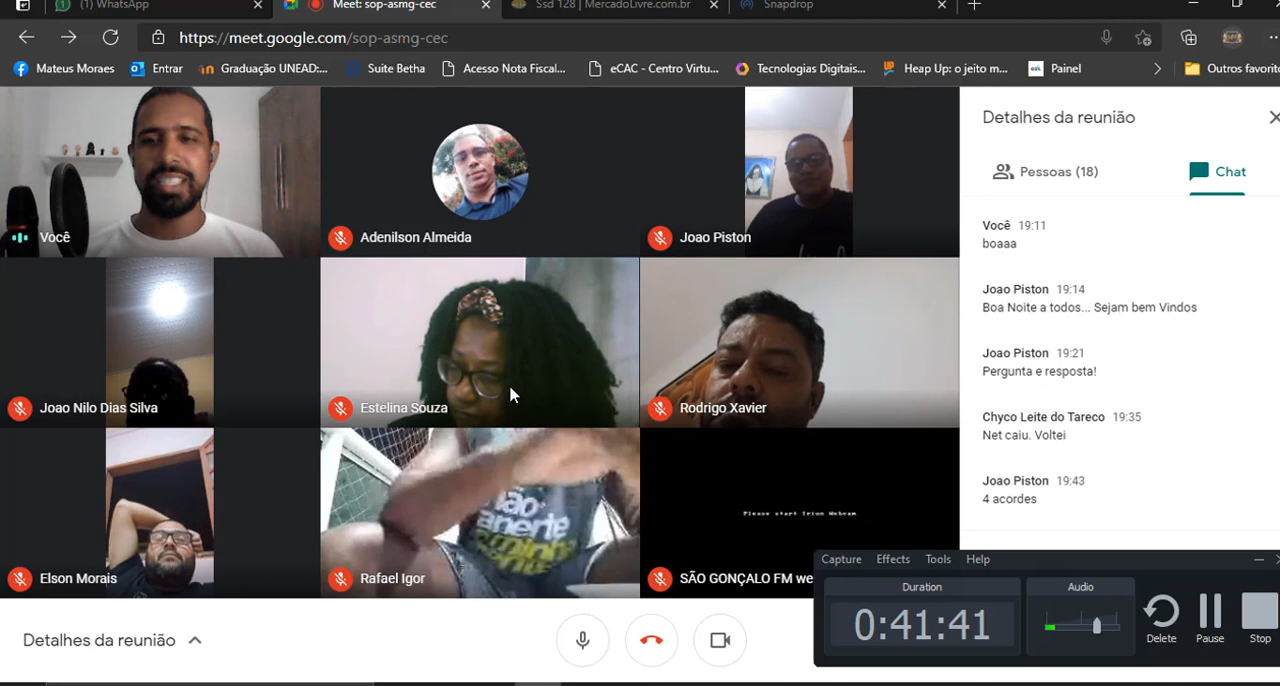 (1) WhatsApp
Meet: sop-asmg-cec
Ssd 128 | MercadoLivre.com.br
Snapdrop
https://meet.google.com/sop-asmg-cec
Mateus Moraes
Entrar
Graduação UNEAD:...
Suite Betha
Acesso Nota Fiscal...
eCAC - Centro Virtu...
Tecnologias Digitais...
Heap Up: o jeito m...
Painel
Outros favorito
Você
Adenilson Almeida
Joao Piston
Joao Nilo Dias Silva
Estelina Souza
Rodrigo Xavier
não
anerte
Please start Iriun Webcam
Elson Morais
Rafael Igor
SÃO GONÇALO FM we
Detalhes da reunião
Pessoas (18)
Chat
Você 19:11
boaaa
Joao Piston 19:14
Boa Noite a todos... Sejam bem Vindos
Joao Piston 19:21
Pergunta e resposta!
Chyco Leite do Tareco 19:35
Net caiu. Voltei
Joao Piston 19:43
4 acordes
Detalhes da reunião
Capture Effects Tools Help
Duration
0:41:41
Audio
Delete
Pause
Stop